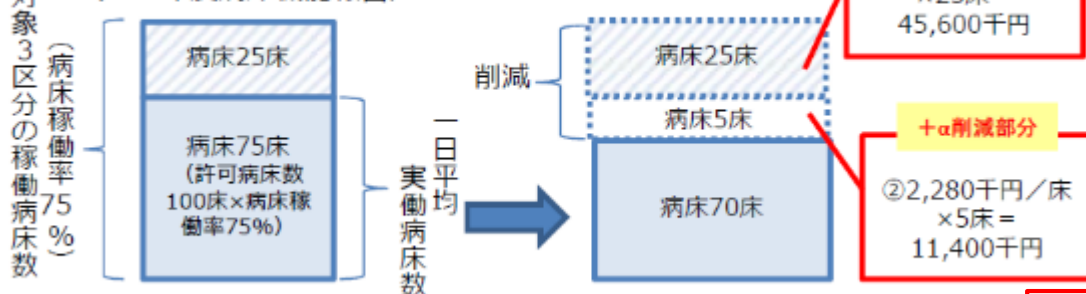 対象3区分の稼働病床数
（病床稼働率75％）
病床25床
病床75床
（許可病床数
100床×病床稼
働率75%）
一日平均
実働病床数
削減
病床25床
病床5床
病床70床
45,600千円
＋α削減部分
②2,280千円／床
×5床＝
11,400千円